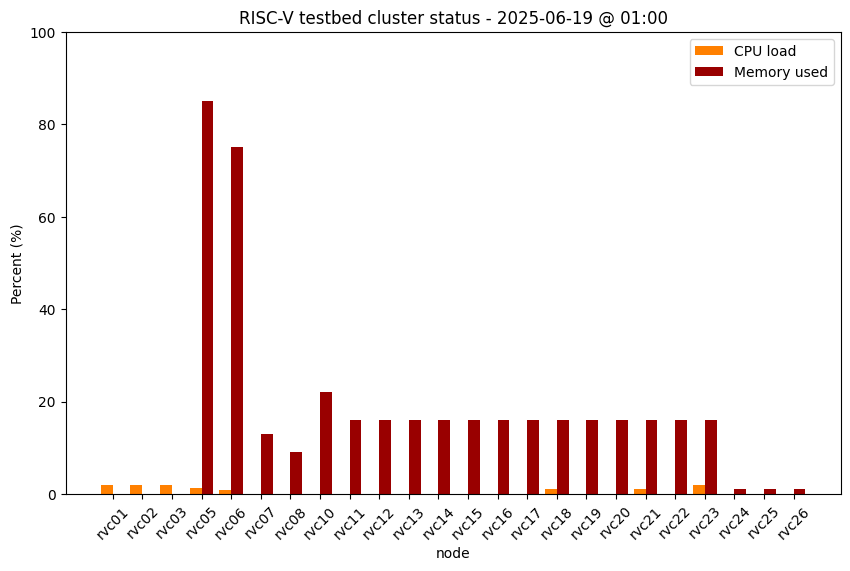 RISC-V testbed cluster status - 2025-06-19 @ 01:00
CPU load
Memory used
Percent (%)
100
80
60
40
20
0
rvc01 rvc02 rvc03 rvc05 rvc06 rvc07 rvc08 rvc10 rvc11 rvc12 rvc13 rvc14 rvc15 rvc16 rvc17 rvc18 rvc19 rvc20 rvc21 rvc22 rvc23 rvc24 rvc25 rvc26
node